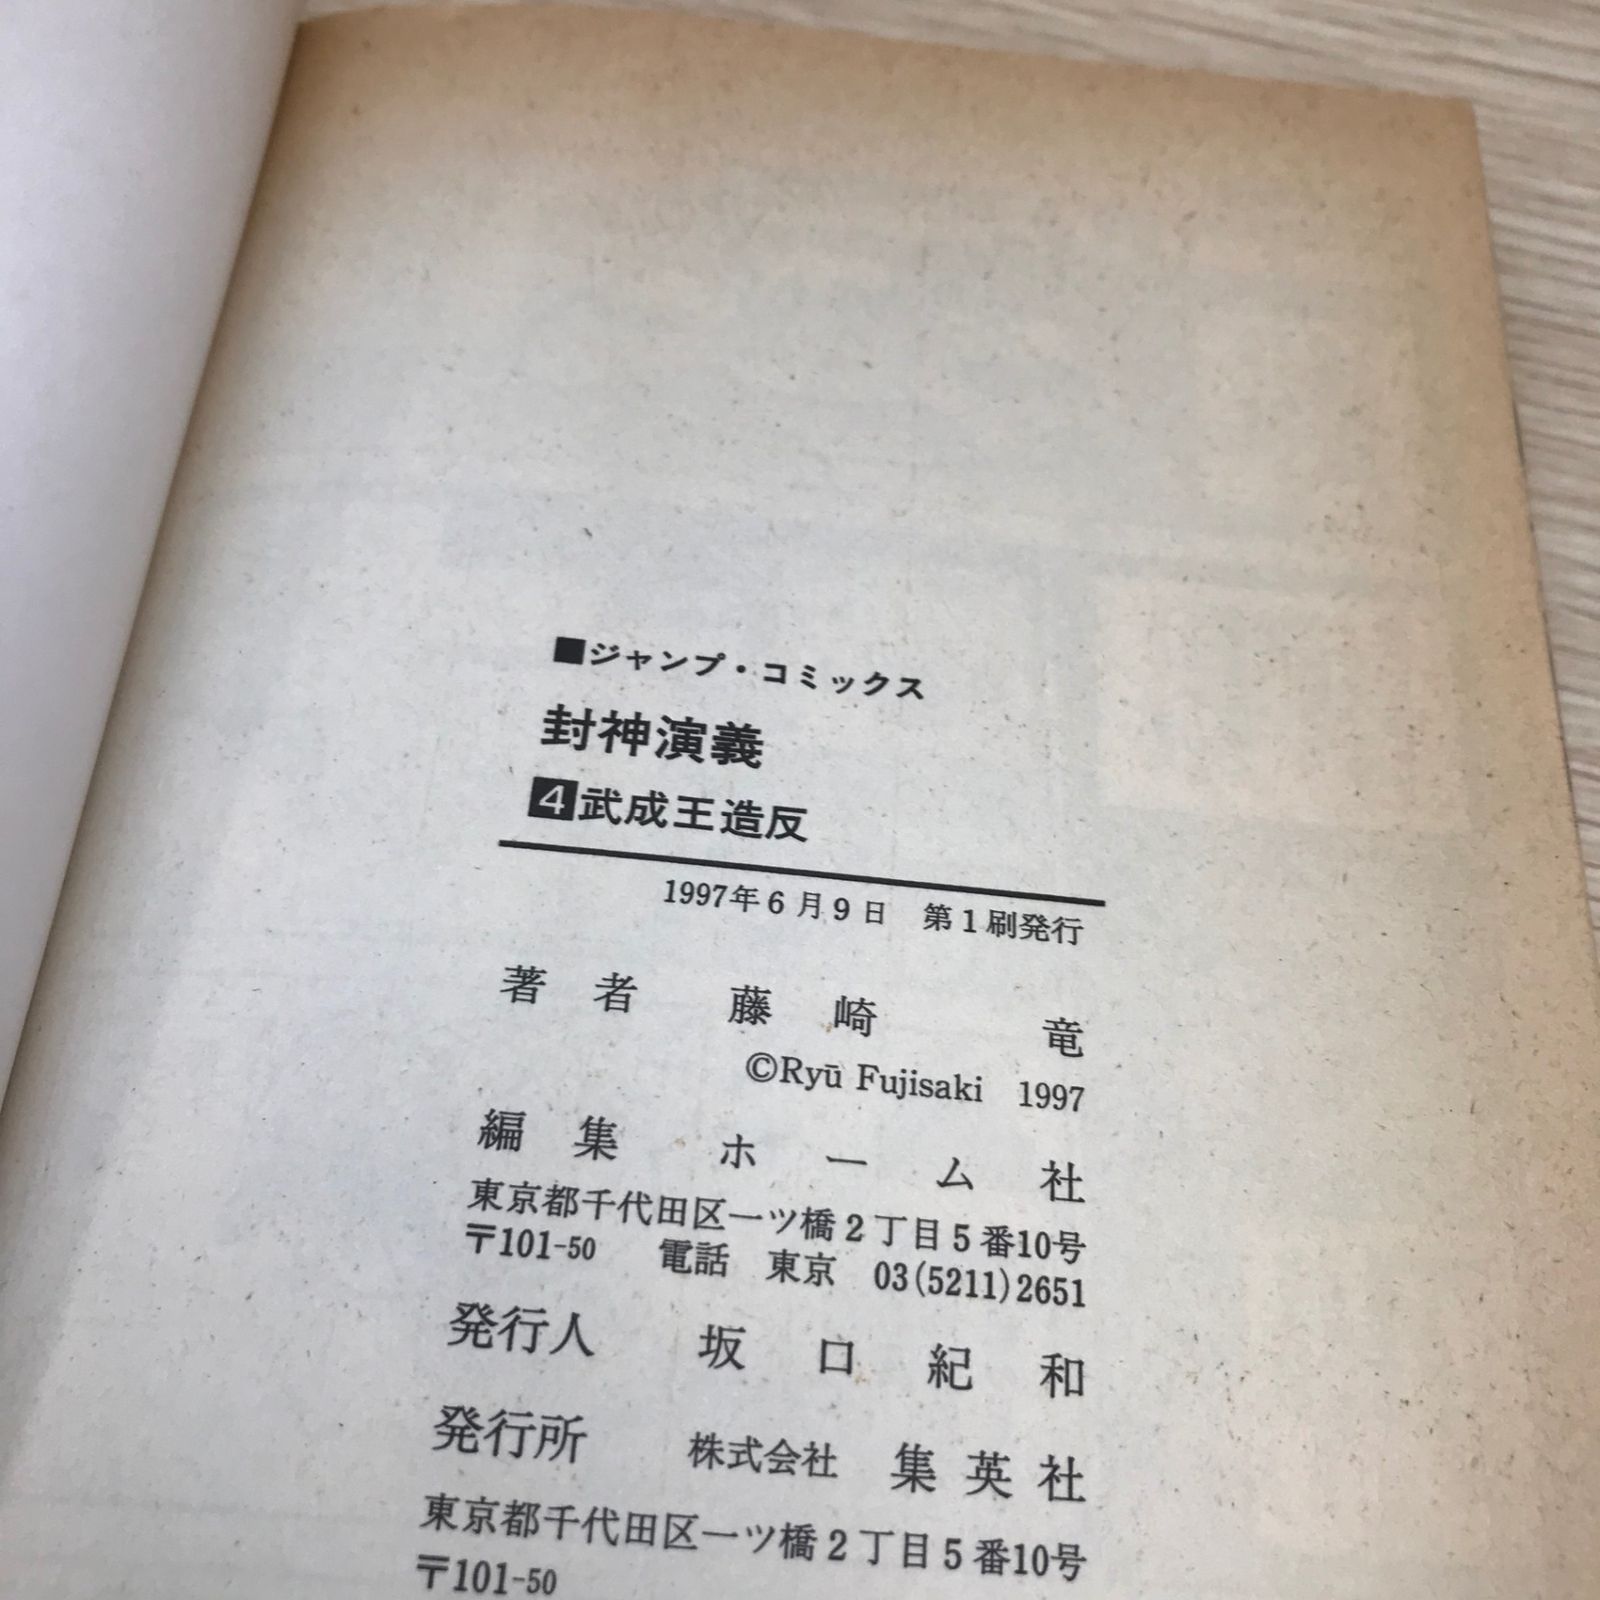 ■ジャンプ・コミックス
封神演義
4武成王造反
1997年6月9日 第1刷発行
著者 藤崎 竜
©Ryū Fujisaki 1997
編集 ホーム社
東京都千代田区一ツ橋2丁目5番10号
〒101-50 電話 東京 03(5211)2651
発行人 坂口紀和
発行所 株式会社 集英社
東京都千代田区一ツ橋2丁目5番10号
〒101-50